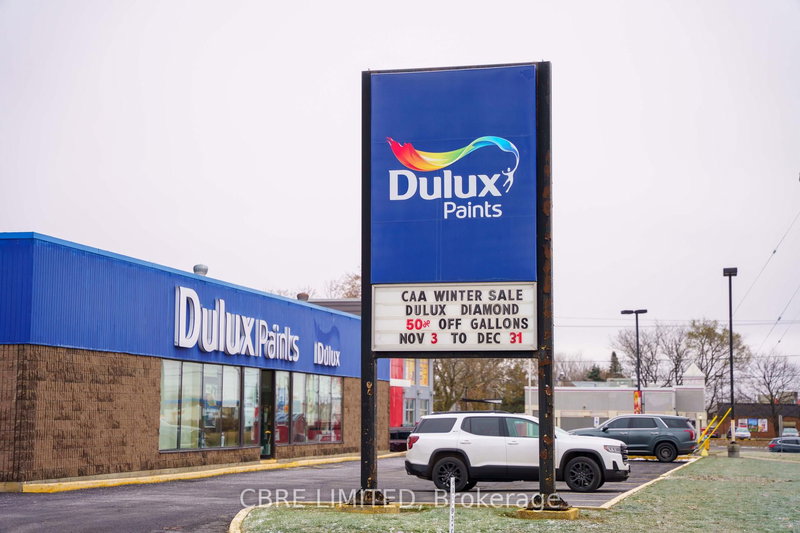 Dulux
Paints
CAA WINTER SALE
DULUX DIAMOND
50% OFF GALLONS
NOV 3 TO DEC 31
Dulux Paints
Dulux
CBRE LIMITED, Brokerage